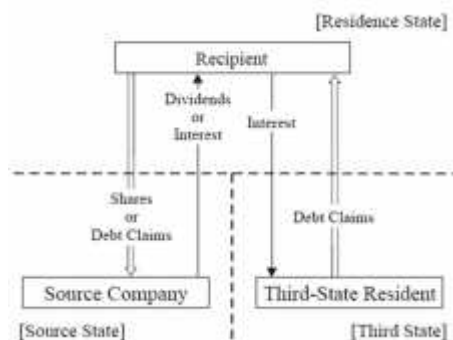 [Residence State]
Recipient
Dividends
or
Interest
Interest
Shares
or
Debt Claims
Debt Claims
Source Company
Third-State Resident
[Source State]
[Third State]